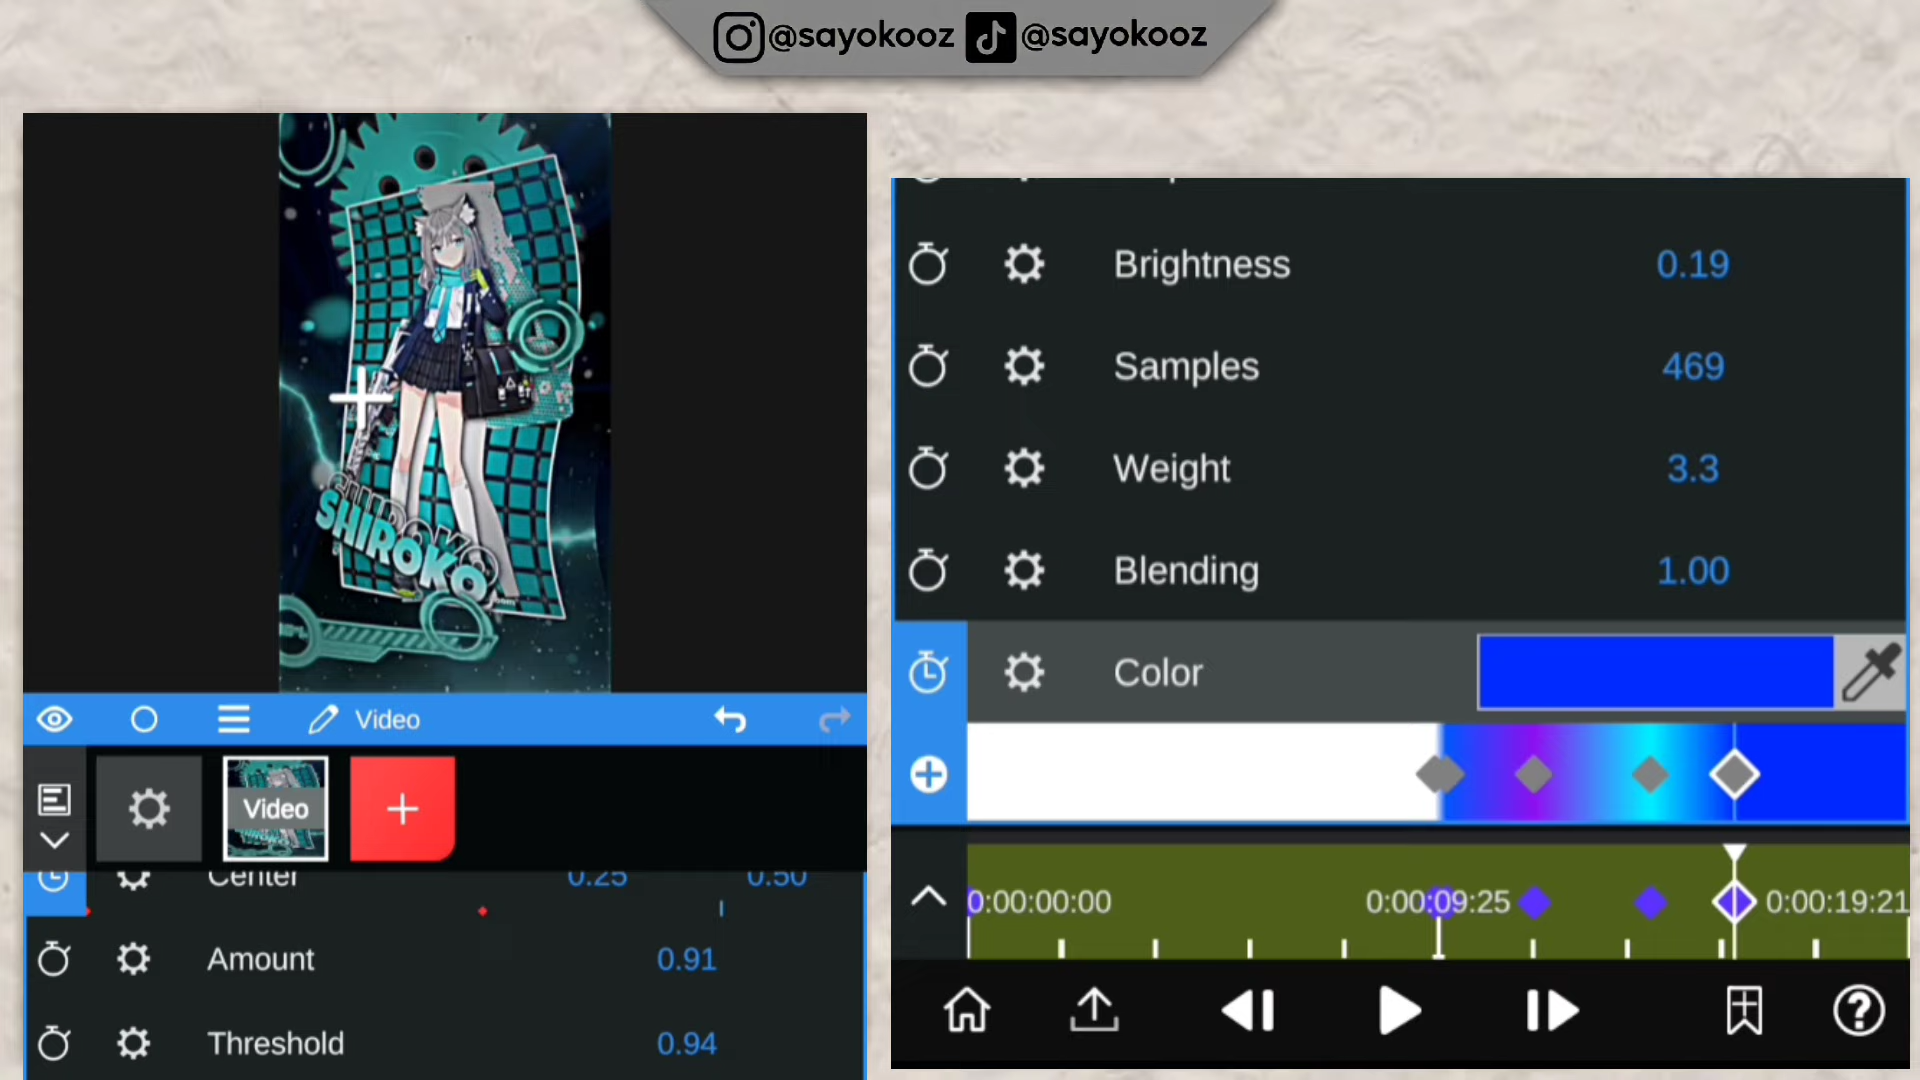 @sayokooz @sayokooz
SHIROKO
SHIROKO
Video
Video
Center 0.25 0.50
Amount 0.91
Threshold 0.94
Brightness 0.19
Samples 469
Weight 3.3
Blending 1.00
Color
0:00:00:00 0:00:09:25 0:00:19:21